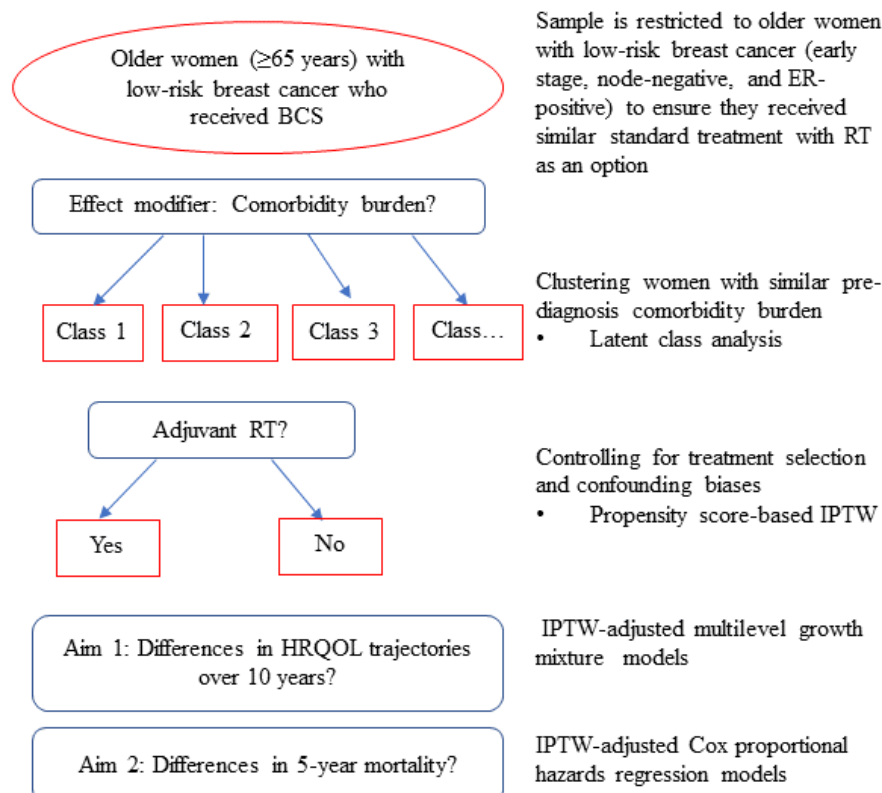 Older women (≥65 years) with
low-risk breast cancer who
received BCS
Sample is restricted to older women
with low-risk breast cancer (early
stage, node-negative, and ER-
positive) to ensure they received
similar standard treatment with RT
as an option
Effect modifier: Comorbidity burden?
Class 1
Class 2
Class 3
Class…
Clustering women with similar pre-
diagnosis comorbidity burden
• Latent class analysis
Adjuvant RT?
Yes
No
Controlling for treatment selection
and confounding biases
• Propensity score-based IPTW
Aim 1: Differences in HRQOL trajectories
over 10 years?
IPTW-adjusted multilevel growth
mixture models
Aim 2: Differences in 5-year mortality?
IPTW-adjusted Cox proportional
hazards regression models